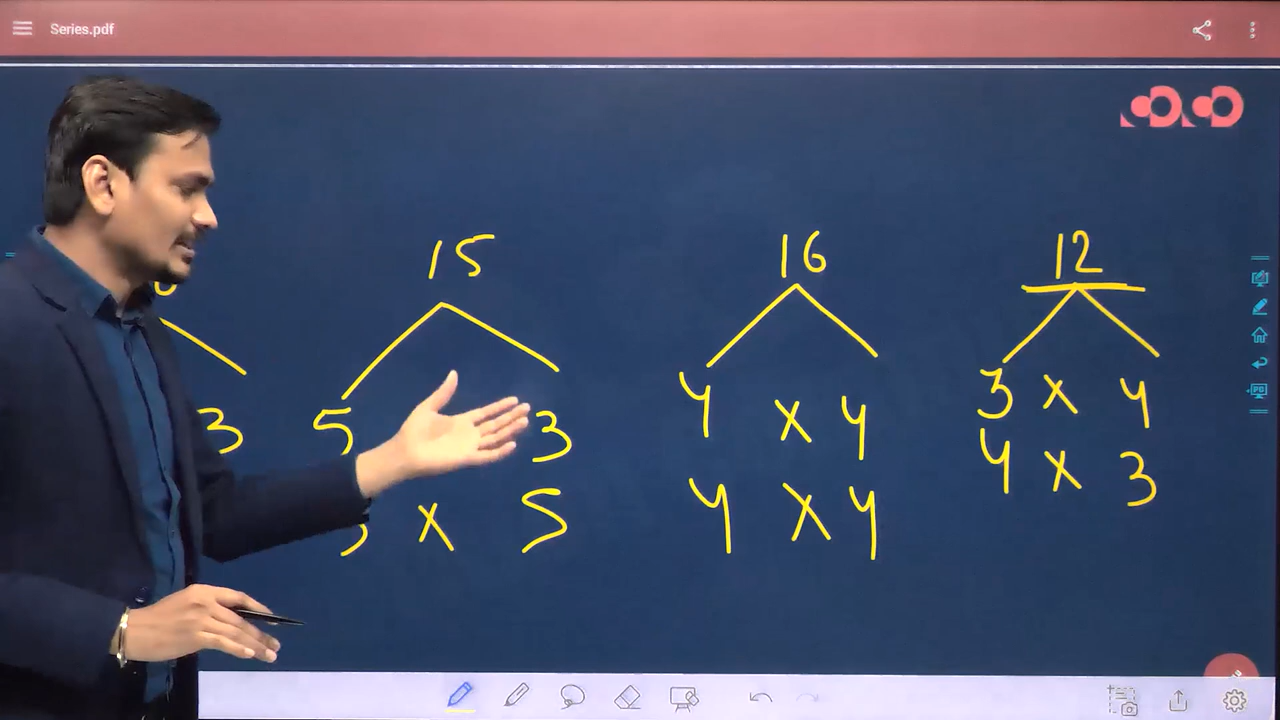 Series.pdf
15 16 12
3 5 3 4 x 4 3 x 4
x 5 4 x 4 4 x 3